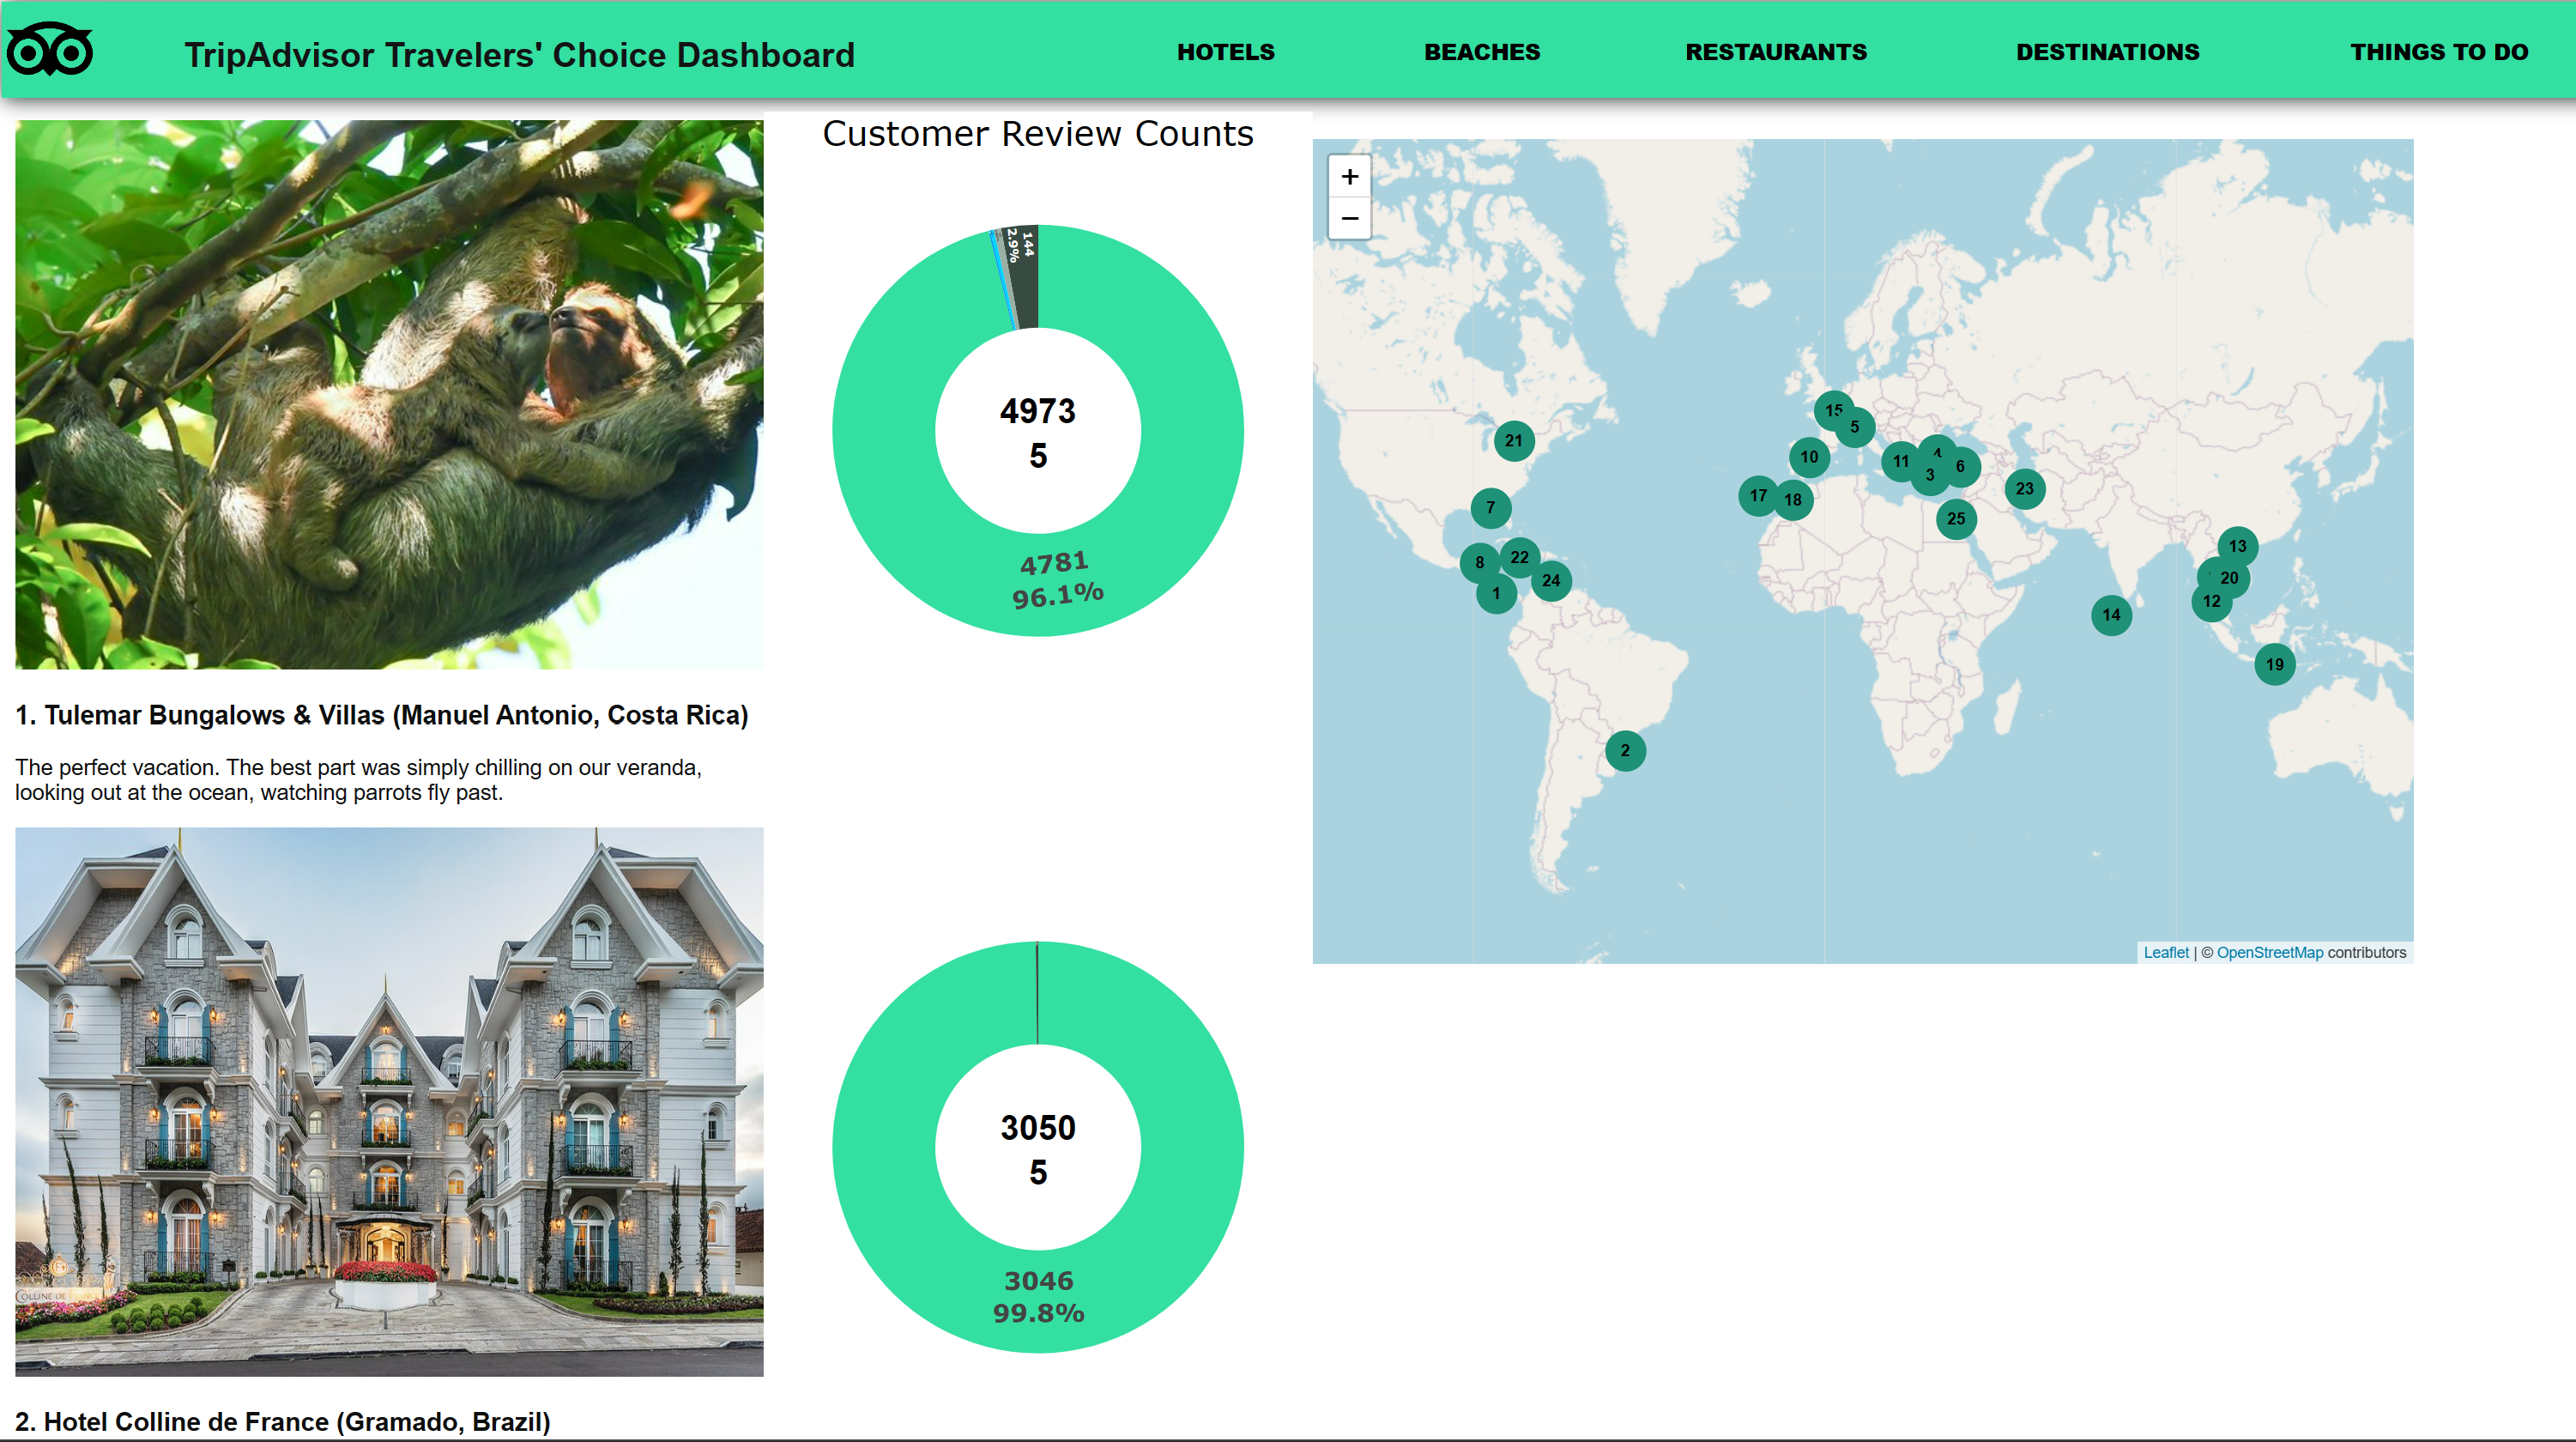 TripAdvisor Travelers' Choice Dashboard
HOTELS
BEACHES
RESTAURANTS
DESTINATIONS
THINGS TO DO
1. Tulemar Bungalows & Villas (Manuel Antonio, Costa Rica)
The perfect vacation. The best part was simply chilling on our veranda,
looking out at the ocean, watching parrots fly past.
COLLINE DE FRANCE
2. Hotel Colline de France (Gramado, Brazil)
Customer Review Counts
144
2.9%
4973
5
4781
96.1%
3050
5
3046
99.8%
+
−
15
5
21
10
11
4
3
6
17
18
23
7
25
8
22
1
24
13
20
12
14
19
2
Leaflet | © OpenStreetMap contributors